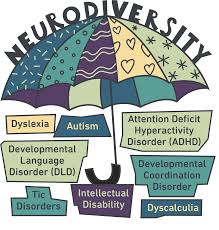 NEURODIVERSITY
Dyslexia
Autism
Attention Deficit
Hyperactivity
Disorder (ADHD)
Developmental
Language
Disorder (DLD)
Developmental
Coordination
Disorder
Tic
Disorders
Intellectual
Disability
Dyscalculia